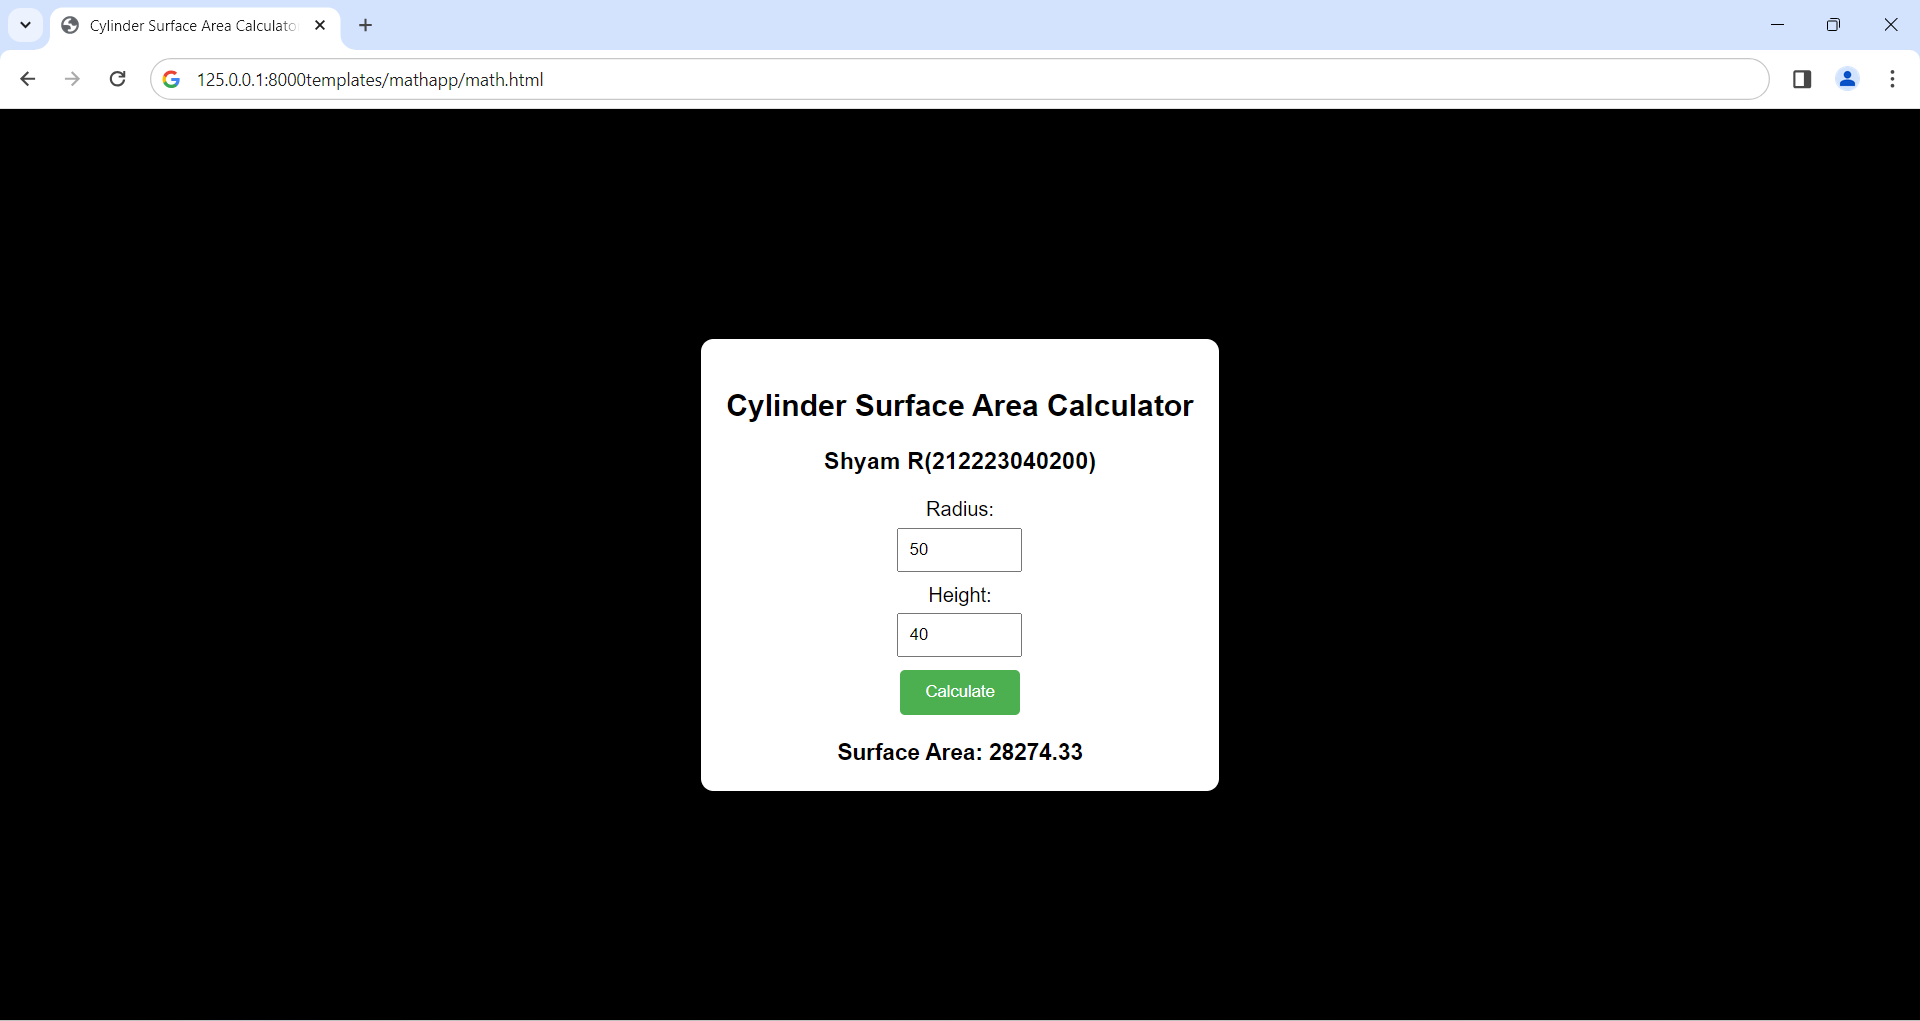 Cylinder Surface Area Calculato
125.0.0.1:8000templates/mathapp/math.html
Cylinder Surface Area Calculator
Shyam R(212223040200)
Radius:
50
Height:
40
Calculate
Surface Area: 28274.33